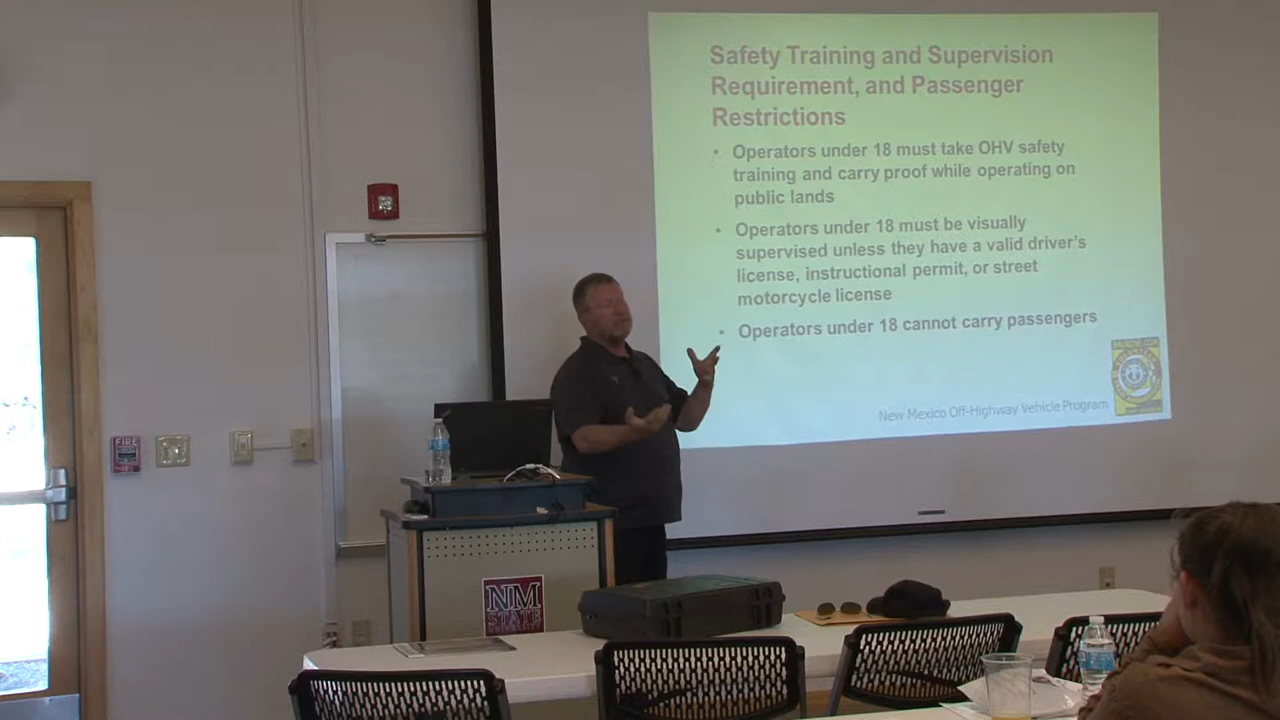 Safety Training and Supervision
Requirement, and Passenger
Restrictions
• Operators under 18 must take OHV safety
training and carry proof while operating on
public lands
• Operators under 18 must be visually
supervised unless they have a valid driver's
license, instructional permit, or street
motorcycle license
• Operators under 18 cannot carry passengers
New Mexico Off-Highway Vehicle Program
FIRE
NM
STATE